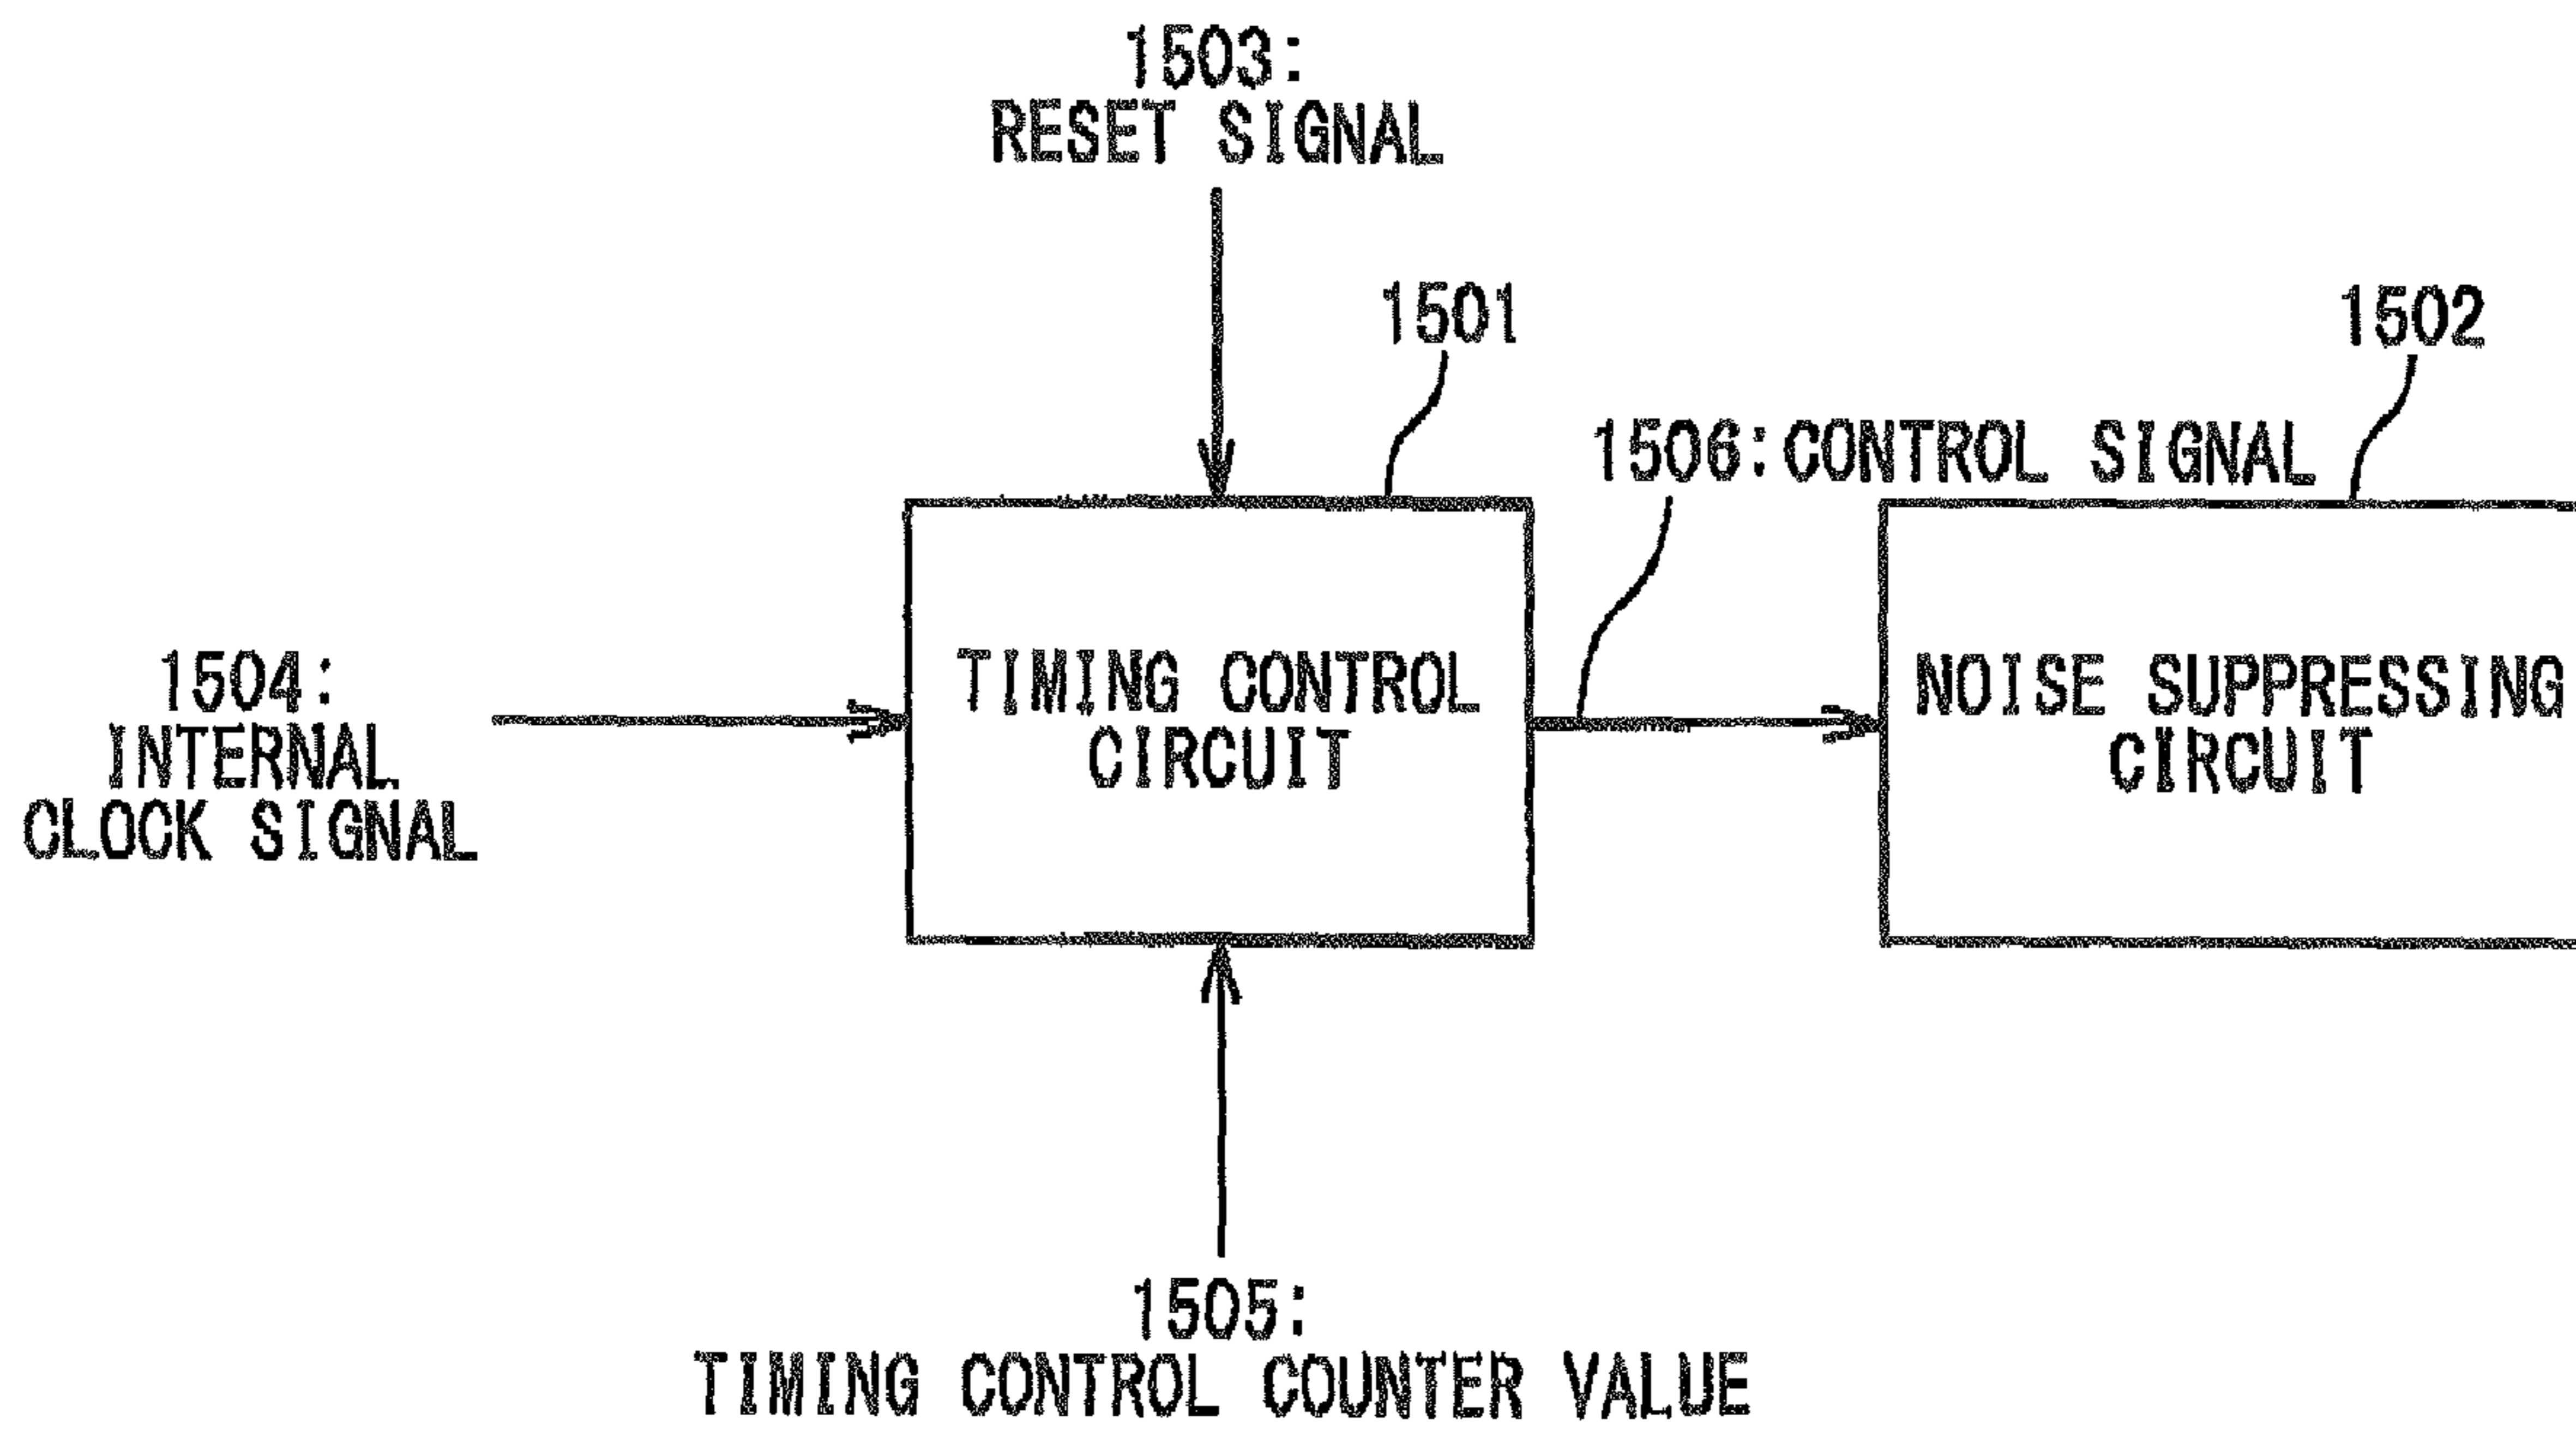 1503:
RESET SIGNAL
1501
1502
1506:CONTROL SIGNAL
1504:
INTERNAL
CLOCK SIGNAL
TIMING CONTROL
CIRCUIT
NOISE SUPPRESSING
CIRCUIT
1505:
TIMING CONTROL COUNTER VALUE